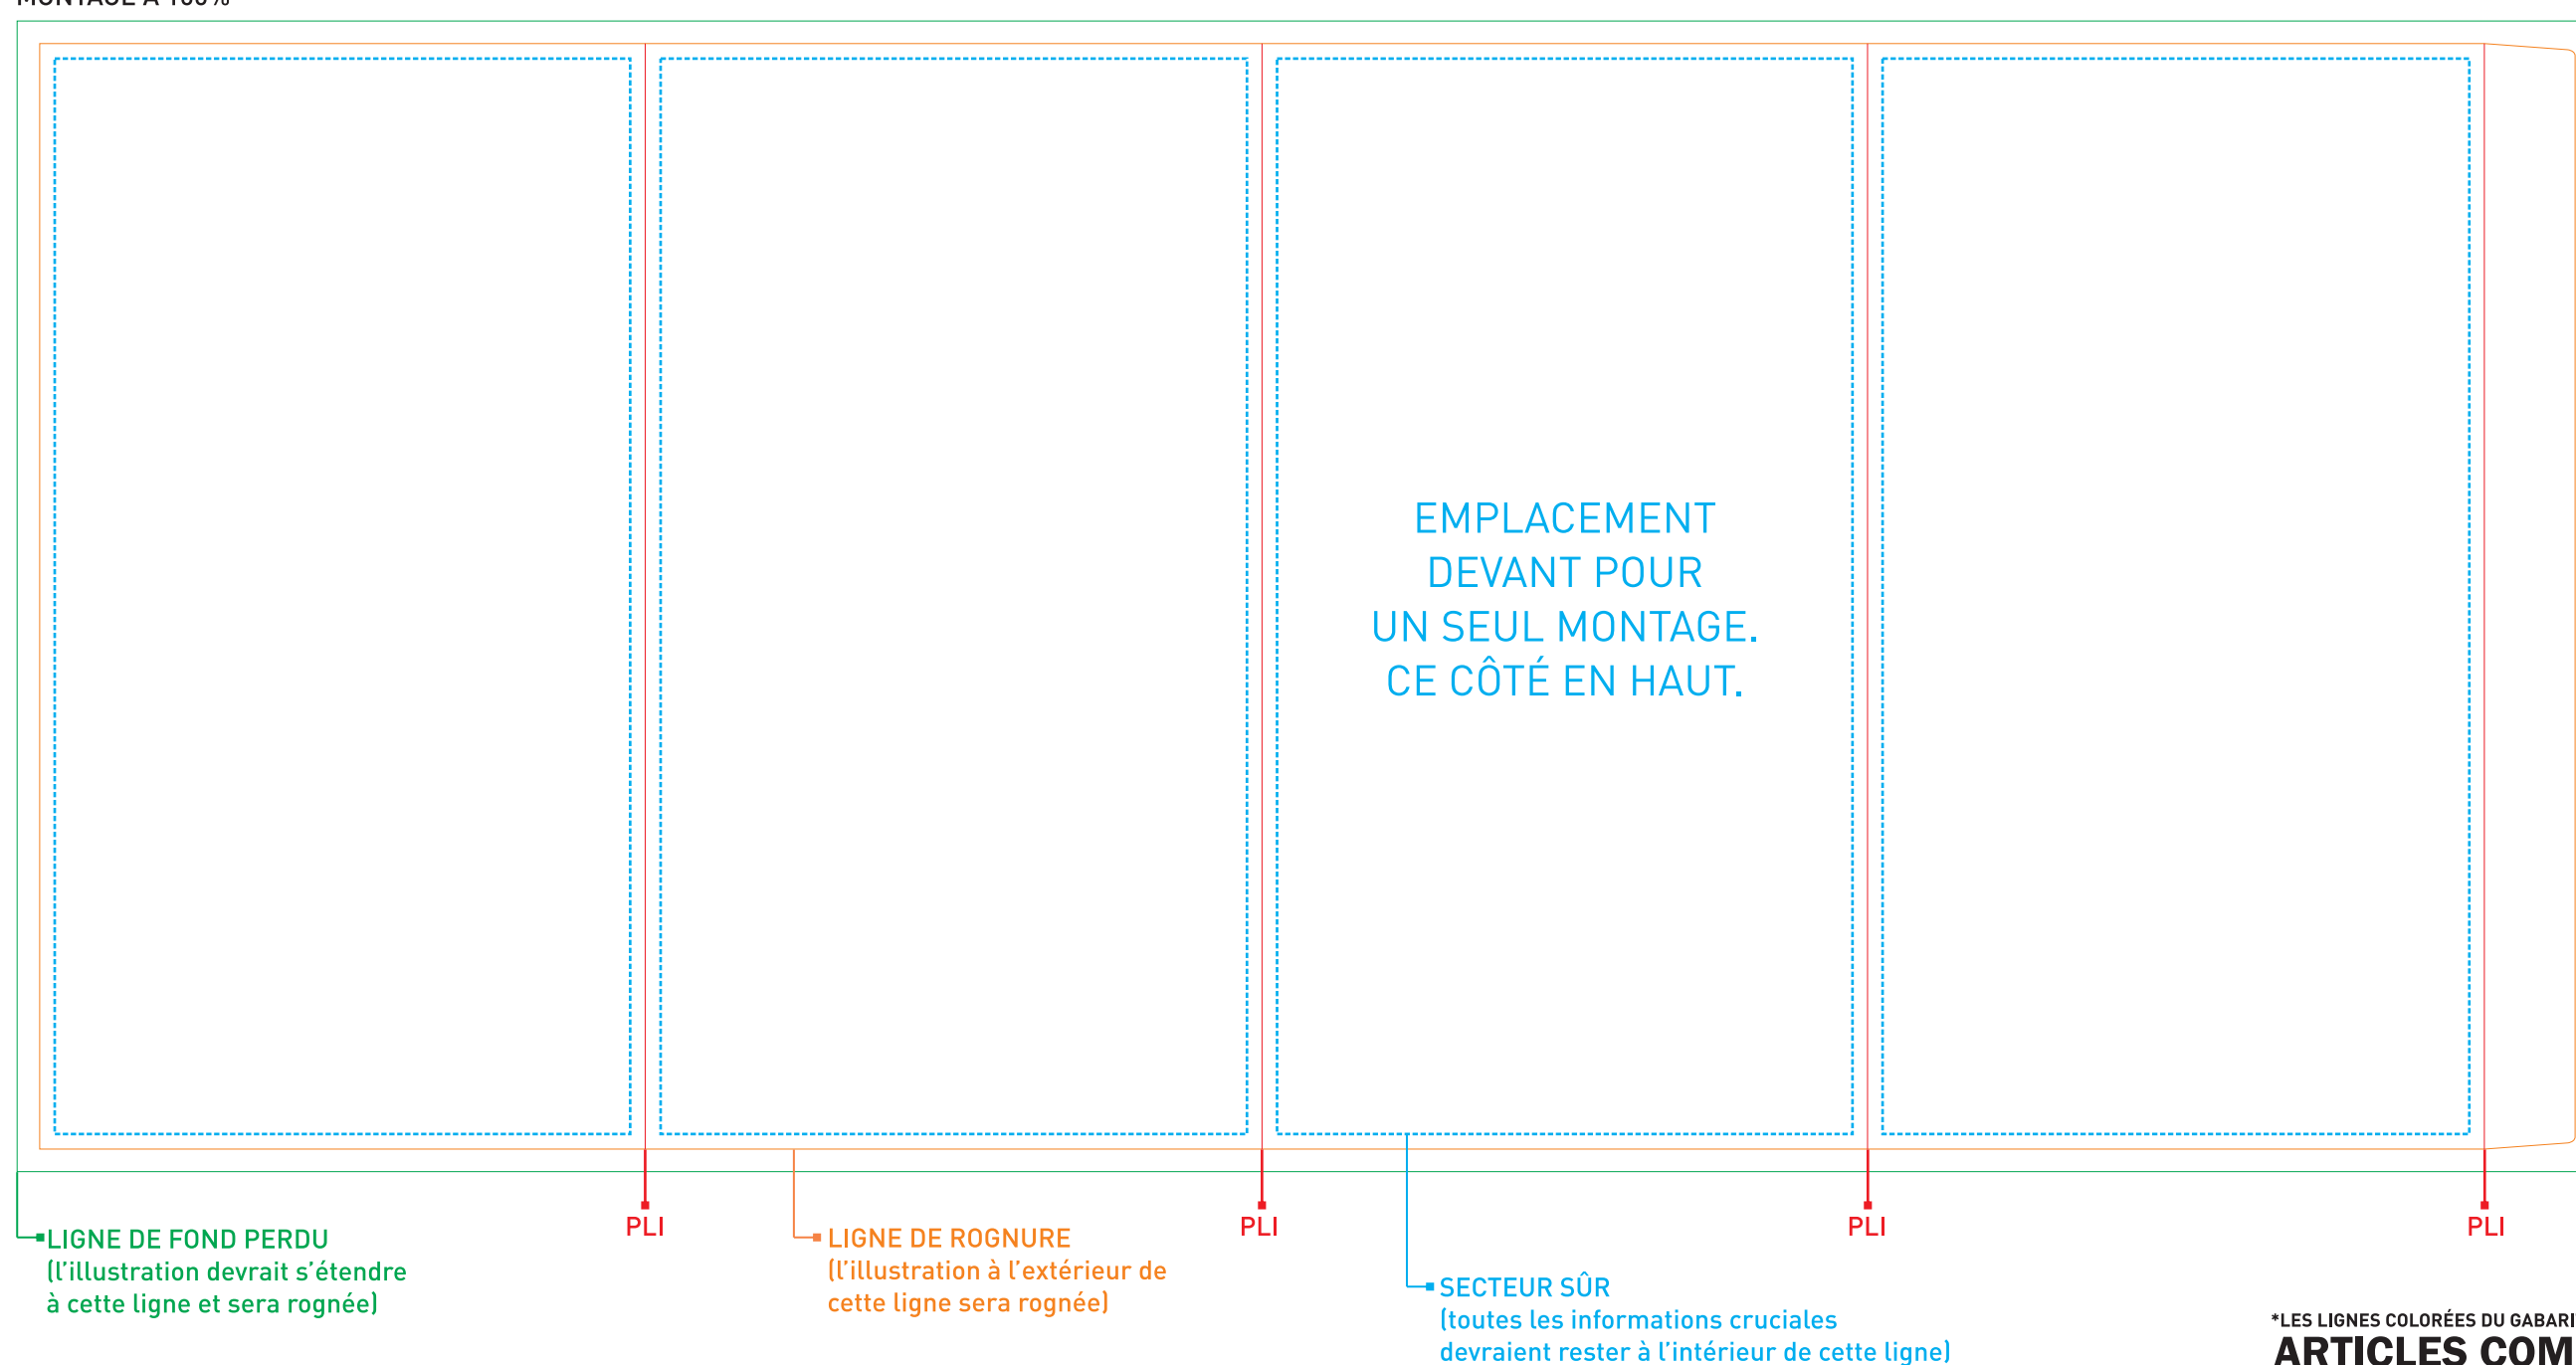 MONTAGE À 100%
EMPLACEMENT
DEVANT POUR
UN SEUL MONTAGE.
CE CÔTÉ EN HAUT.
PLI
PLI
PLI
PLI
LIGNE DE FOND PERDU
(l’illustration devrait s’étendre
à cette ligne et sera rognée)
LIGNE DE ROGNURE
(l’illustration à l’extérieur de
cette ligne sera rognée)
SECTEUR SÛR
(toutes les informations cruciales
devraient rester à l’intérieur de cette ligne)
*LES LIGNES COLORÉES DU GABARI
ARTICLES COM